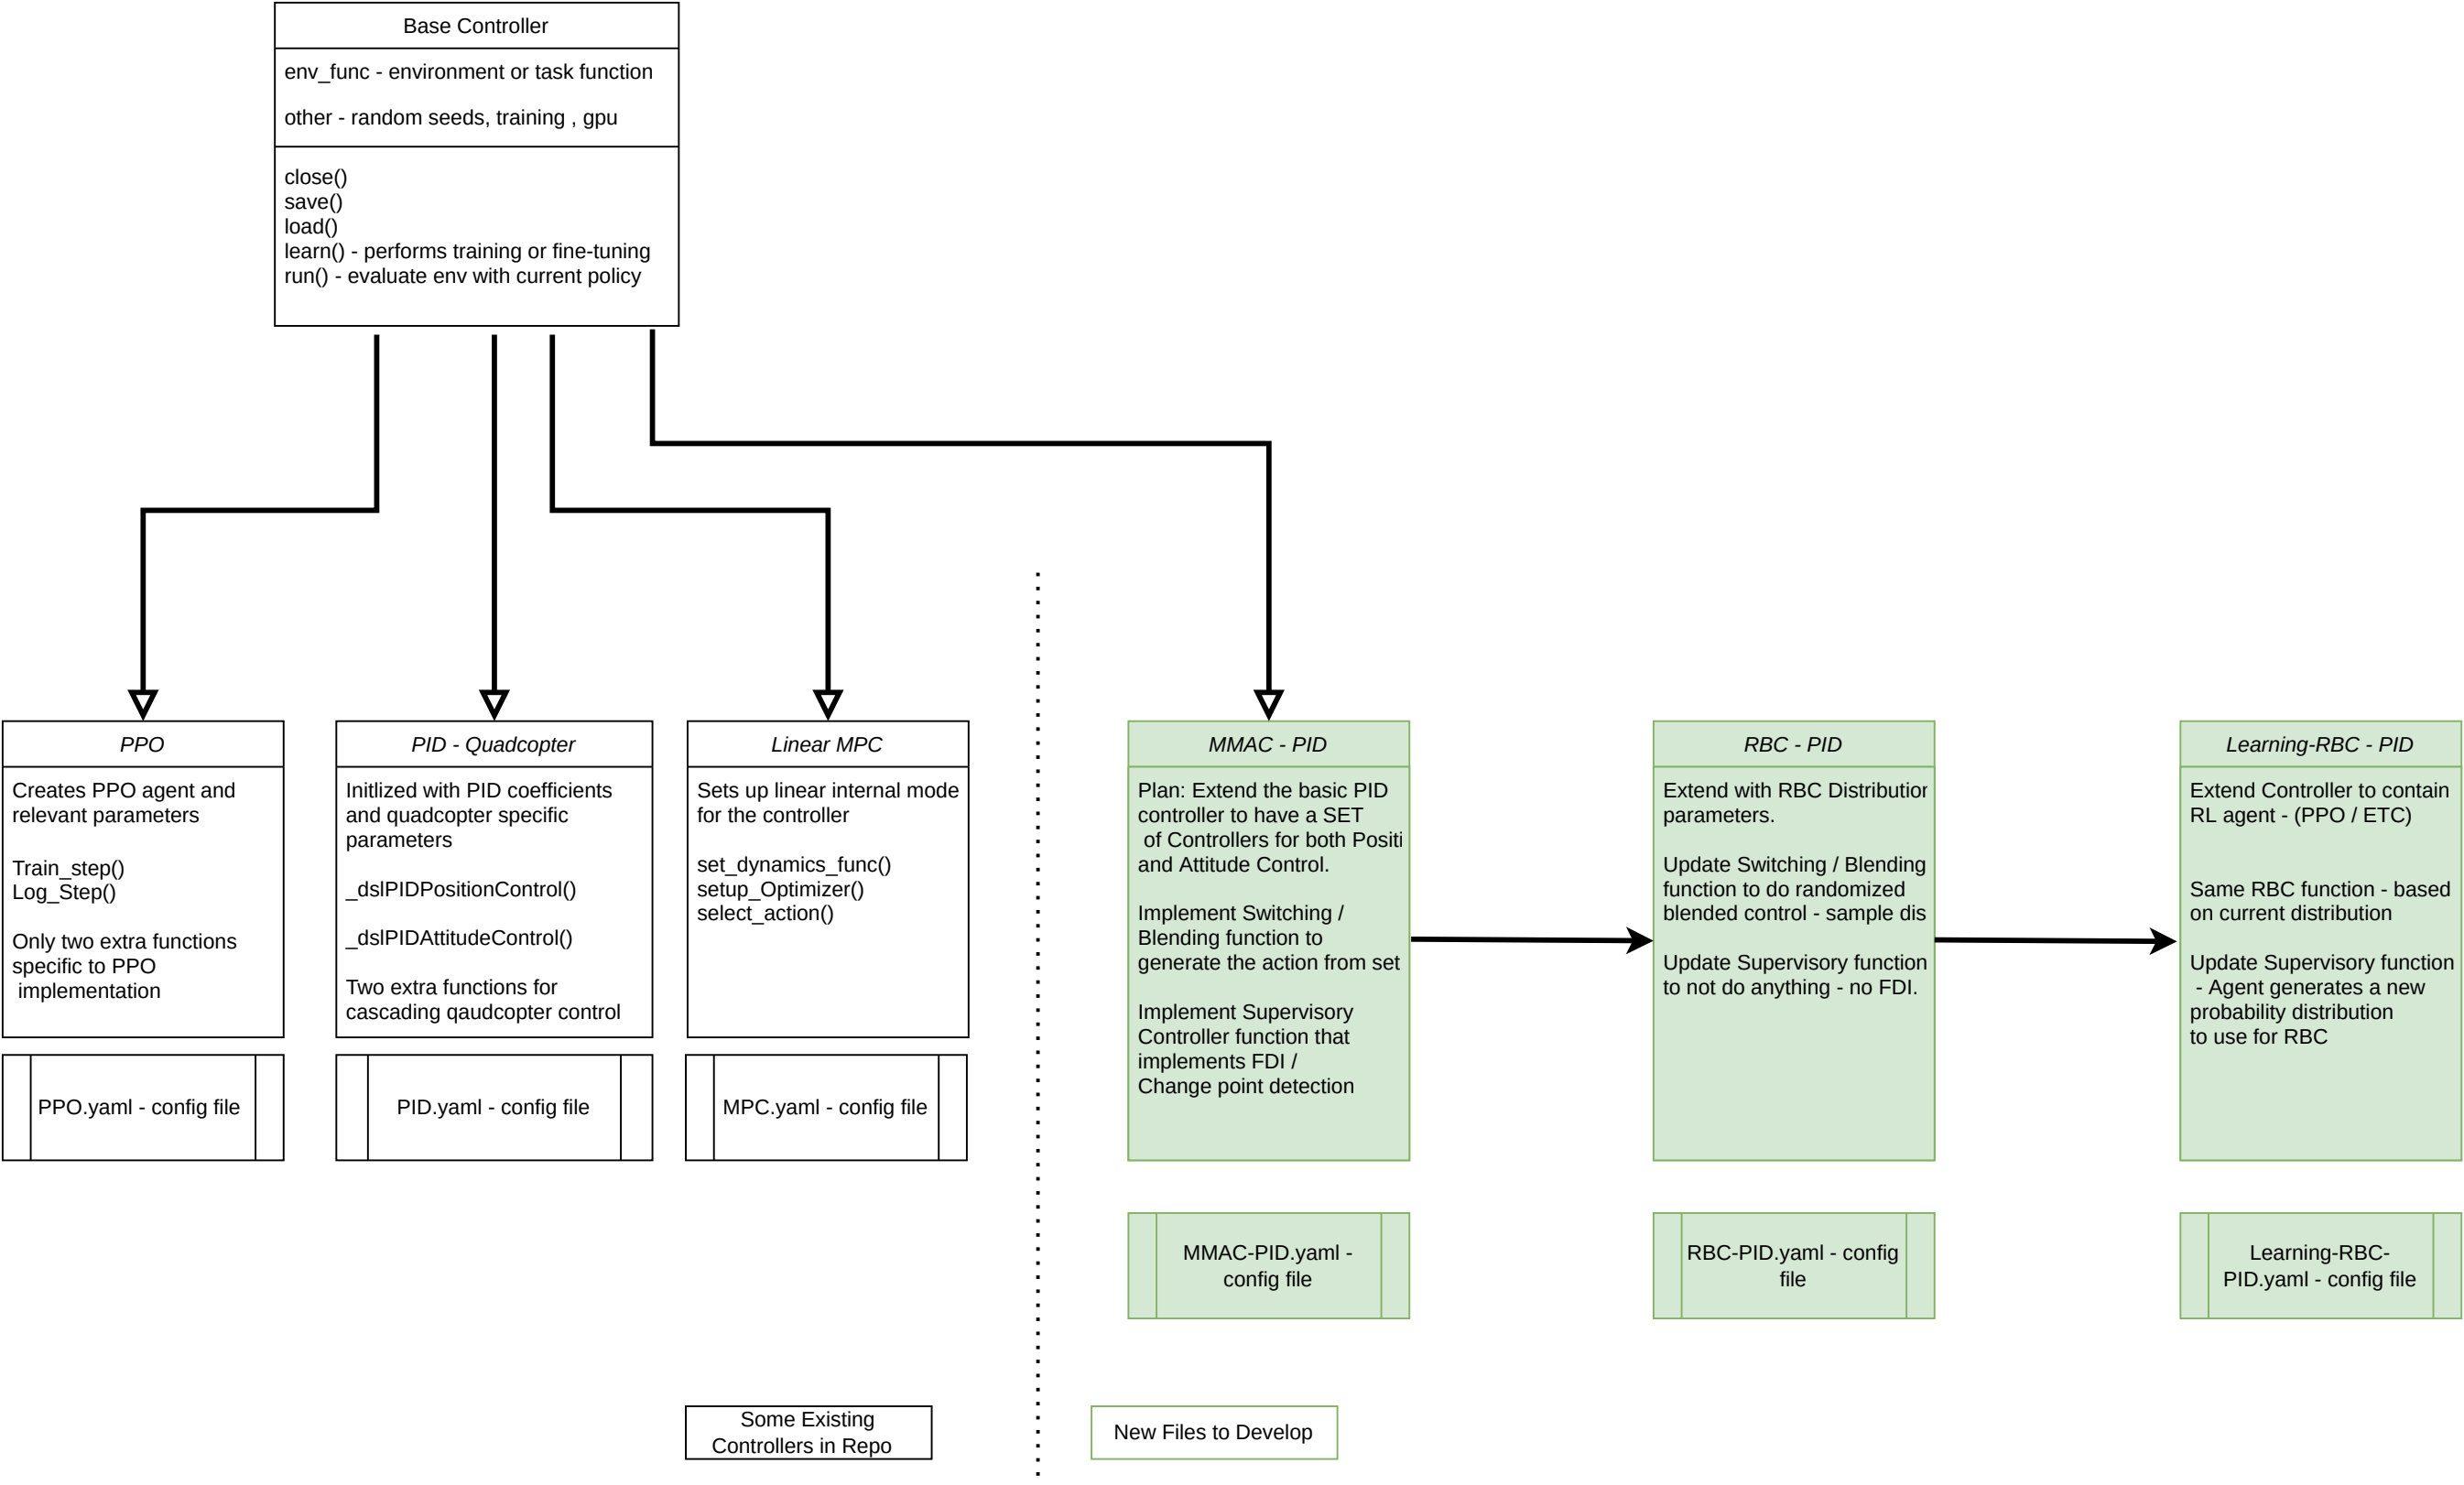 Base Controller
env_func - environment or task function
other - random seeds, training , gpu
close()
save()
load()
learn() - performs training or fine-tuning
run() - evaluate env with current policy
PPO
Creates PPO agent and
relevant parameters
Train_step()
Log_Step()
Only two extra functions
specific to PPO
implementation
PPO.yaml - config file
PID - Quadcopter
Initlized with PID coefficients
and quadcopter specific
parameters
_dslPIDPositionControl()
_dslPIDAttitudeControl()
Two extra functions for
cascading qaudcopter control
PID.yaml - config file
Linear MPC
Sets up linear internal mode
for the controller
set_dynamics_func()
setup_Optimizer()
select_action()
MPC.yaml - config file
MMAC - PID
Plan: Extend the basic PID
controller to have a SET
of Controllers for both Positi
and Attitude Control.
Implement Switching /
Blending function to
generate the action from set
Implement Supervisory
Controller function that
implements FDI /
Change point detection
MMAC-PID.yaml -
config file
RBC - PID
Extend with RBC Distribution
parameters.
Update Switching / Blending
function to do randomized
blended control - sample dis
Update Supervisory function
to not do anything - no FDI.
RBC-PID.yaml - config
file
Learning-RBC - PID
Extend Controller to contain
RL agent - (PPO / ETC)
Same RBC function - based
on current distribution
Update Supervisory function
- Agent generates a new
probability distribution
to use for RBC
Learning-RBC-
PID.yaml - config file
Some Existing
Controllers in Repo
New Files to Develop